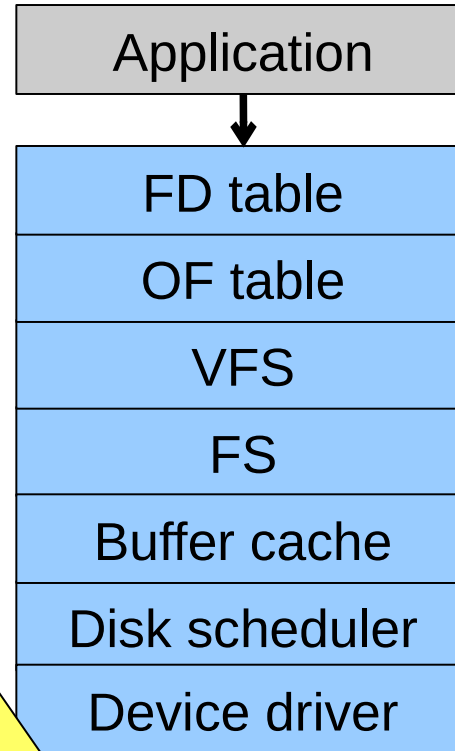 Application
FD table
OF table
VFS
FS
Buffer cache
Disk scheduler
Device driver